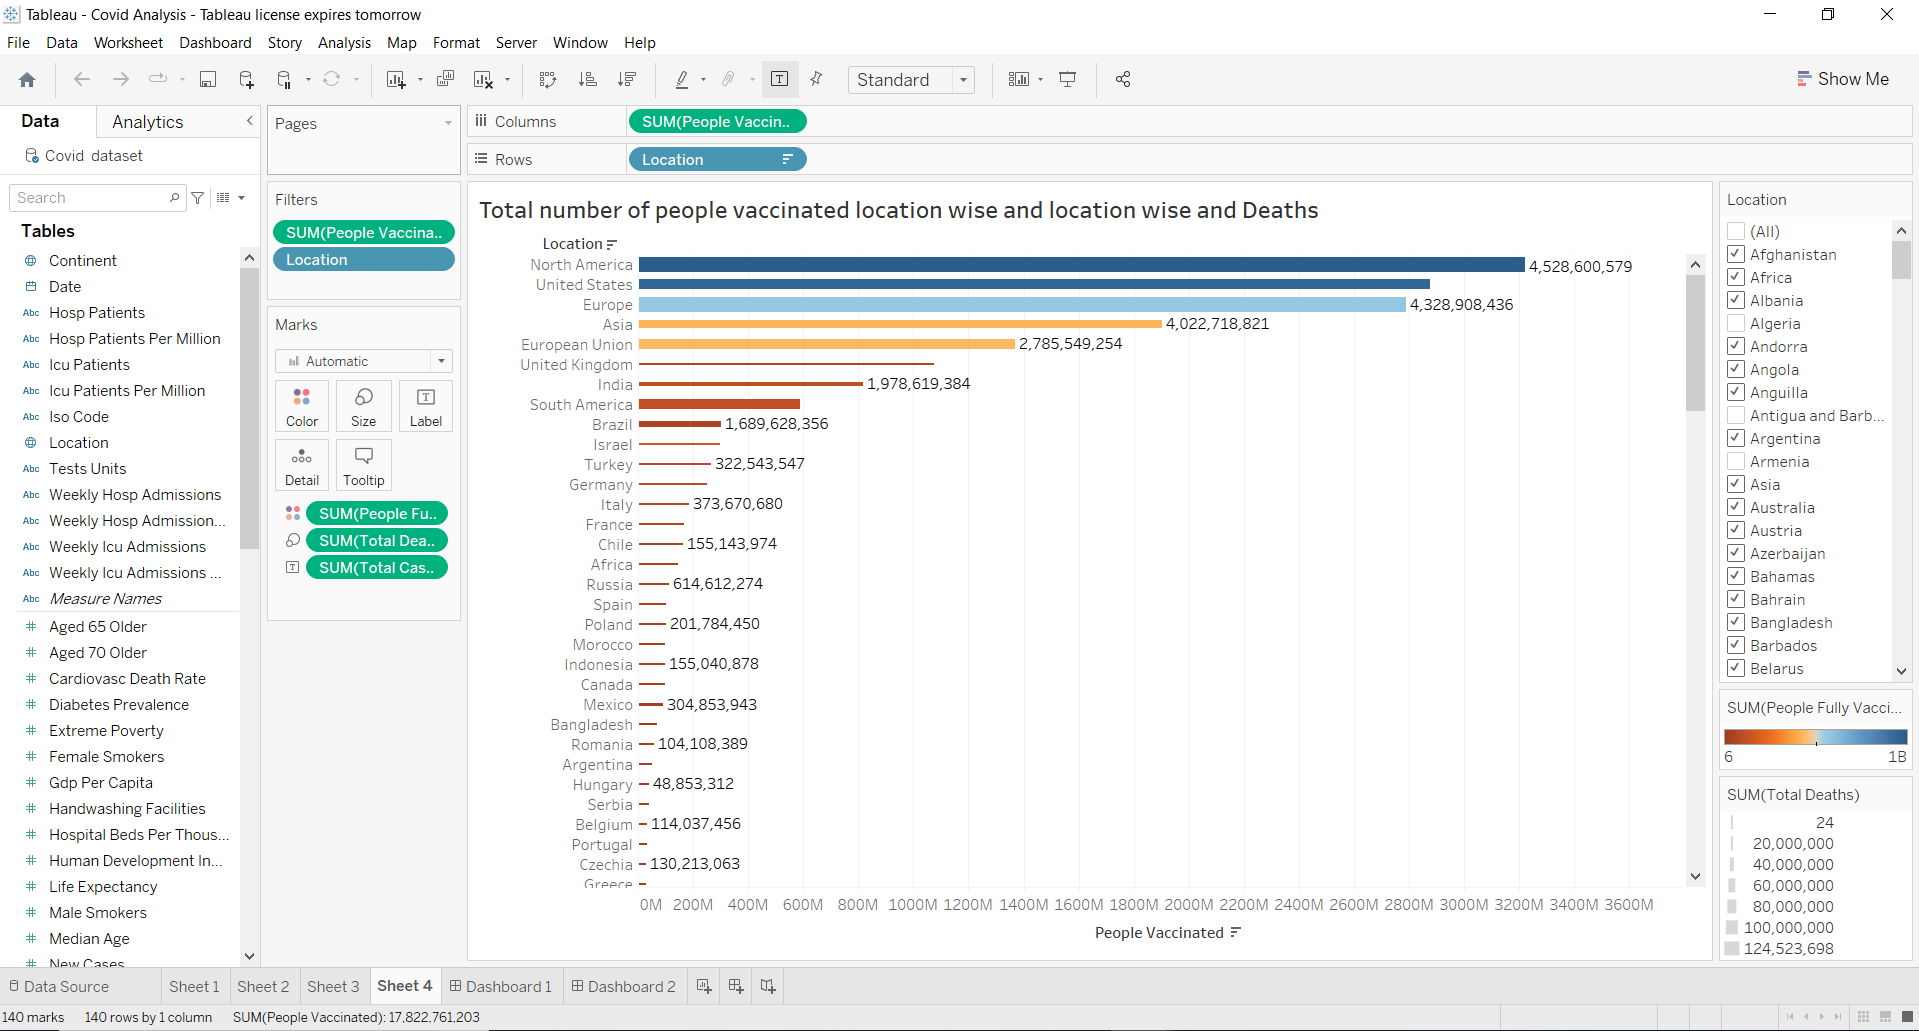 Tableau - Covid Analysis - Tableau license expires tomorrow
File Data Worksheet Dashboard Story Analysis Map Format Server Window Help
Standard
Show Me
Data Analytics
Covid dataset
Search
Tables
Continent
Date
Abc Hosp Patients
Abc Hosp Patients Per Million
Abc Icu Patients
Abc Icu Patients Per Million
Abc Iso Code
Location
Abc Tests Units
Abc Weekly Hosp Admissions
Abc Weekly Hosp Admission...
Abc Weekly Icu Admissions
Abc Weekly Icu Admissions ...
Abc Measure Names
# Aged 65 Older
# Aged 70 Older
# Cardiovasc Death Rate
# Diabetes Prevalence
# Extreme Poverty
# Female Smokers
# Gdp Per Capita
# Handwashing Facilities
# Hospital Beds Per Thous...
# Human Development In...
# Life Expectancy
# Male Smokers
# Median Age
# New Cases
Pages
Filters
SUM(People Vaccina..
Location
Marks
Automatic
Color Size Label
Detail Tooltip
SUM(People Fu..
SUM(Total Dea..
SUM(Total Cas..
Columns SUM(People Vaccin..
Rows Location
Total number of people vaccinated location wise and location wise and Deaths
Location
North America 4,528,600,579
United States
Europe 4,328,908,436
Asia 4,022,718,821
European Union 2,785,549,254
United Kingdom
India 1,978,619,384
South America
Brazil 1,689,628,356
Israel
Turkey 322,543,547
Germany
Italy 373,670,680
France
Chile 155,143,974
Africa
Russia 614,612,274
Spain
Poland 201,784,450
Morocco
Indonesia 155,040,878
Canada
Mexico 304,853,943
Bangladesh
Romania 104,108,389
Argentina
Hungary 48,853,312
Serbia
Belgium 114,037,456
Portugal
Czechia 130,213,063
Greece
0M 200M 400M 600M 800M 1000M 1200M 1400M 1600M 1800M 2000M 2200M 2400M 2600M 2800M 3000M 3200M 3400M 3600M
People Vaccinated
Location
(All)
Afghanistan
Africa
Albania
Algeria
Andorra
Angola
Anguilla
Antigua and Barb...
Argentina
Armenia
Asia
Australia
Austria
Azerbaijan
Bahamas
Bahrain
Bangladesh
Barbados
Belarus
SUM(People Fully Vacci...
6 1B
SUM(Total Deaths)
24
20,000,000
40,000,000
60,000,000
80,000,000
100,000,000
124,523,698
Data Source Sheet 1 Sheet 2 Sheet 3 Sheet 4 Dashboard 1 Dashboard 2
140 marks 140 rows by 1 column SUM(People Vaccinated): 17,822,761,203